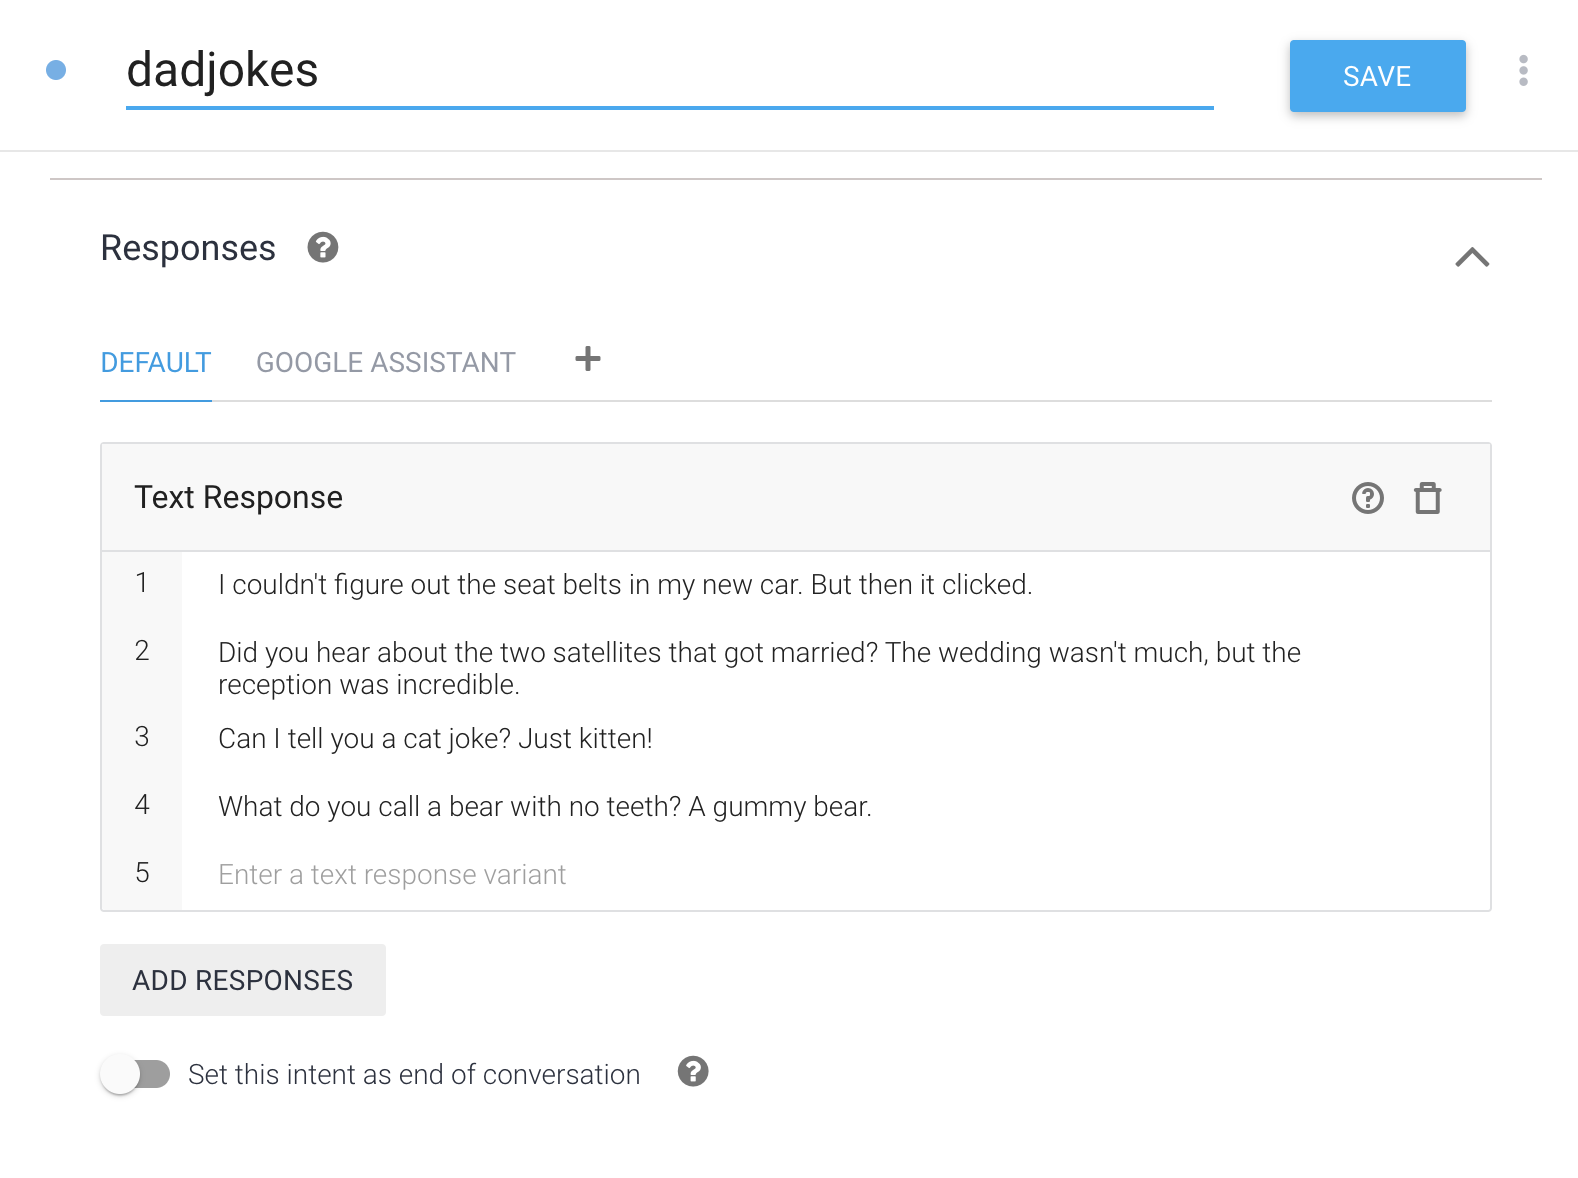 dadjokes
SAVE
Responses
DEFAULT
GOOGLE ASSISTANT
Text Response
1
I couldn't figure out the seat belts in my new car. But then it clicked.
2
Did you hear about the two satellites that got married? The wedding wasn't much, but the
reception was incredible.
3
Can I tell you a cat joke? Just kitten!
4
What do you call a bear with no teeth? A gummy bear.
5
Enter a text response variant
ADD RESPONSES
Set this intent as end of conversation